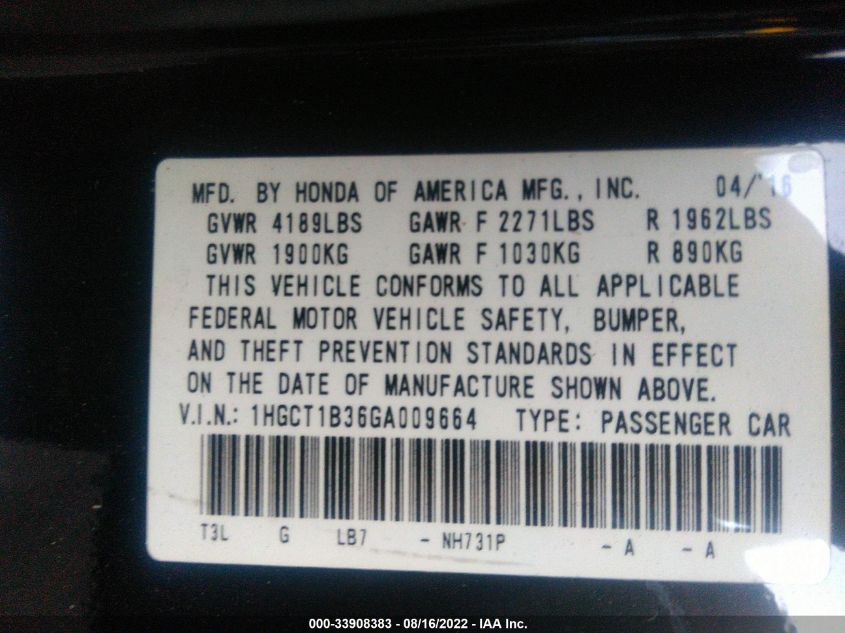 MFD. BY HONDA OF AMERICA MFG., INC. 04/'16
GVWR 4189LBS GAWR F 2271LBS R 1962LBS
GVWR 1900KG GAWR F 1030KG R 890KG
THIS VEHICLE CONFORMS TO ALL APPLICABLE
FEDERAL MOTOR VEHICLE SAFETY, BUMPER,
AND THEFT PREVENTION STANDARDS IN EFFECT
ON THE DATE OF MANUFACTURE SHOWN ABOVE.
V.I.N.: 1HGCT1B36GA009664 TYPE: PASSENGER CAR
T3L G LB7 - NH731P - A - A
000-33908383 - 08/16/2022 - IAA Inc.